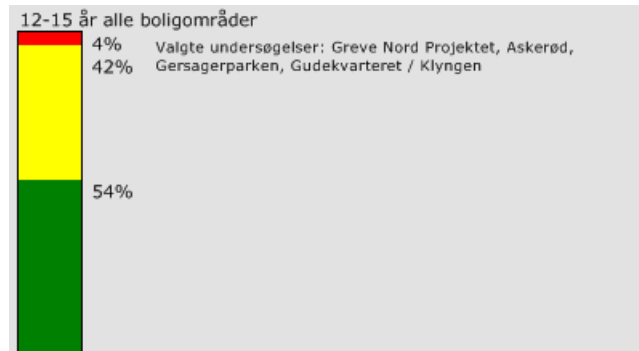 12-15 år alle boligområder
4%
Valgte undersøgelser: Greve Nord Projektet, Askerød,
42%
Gersagerparken, Gudekvarteret / Klyngen
54%